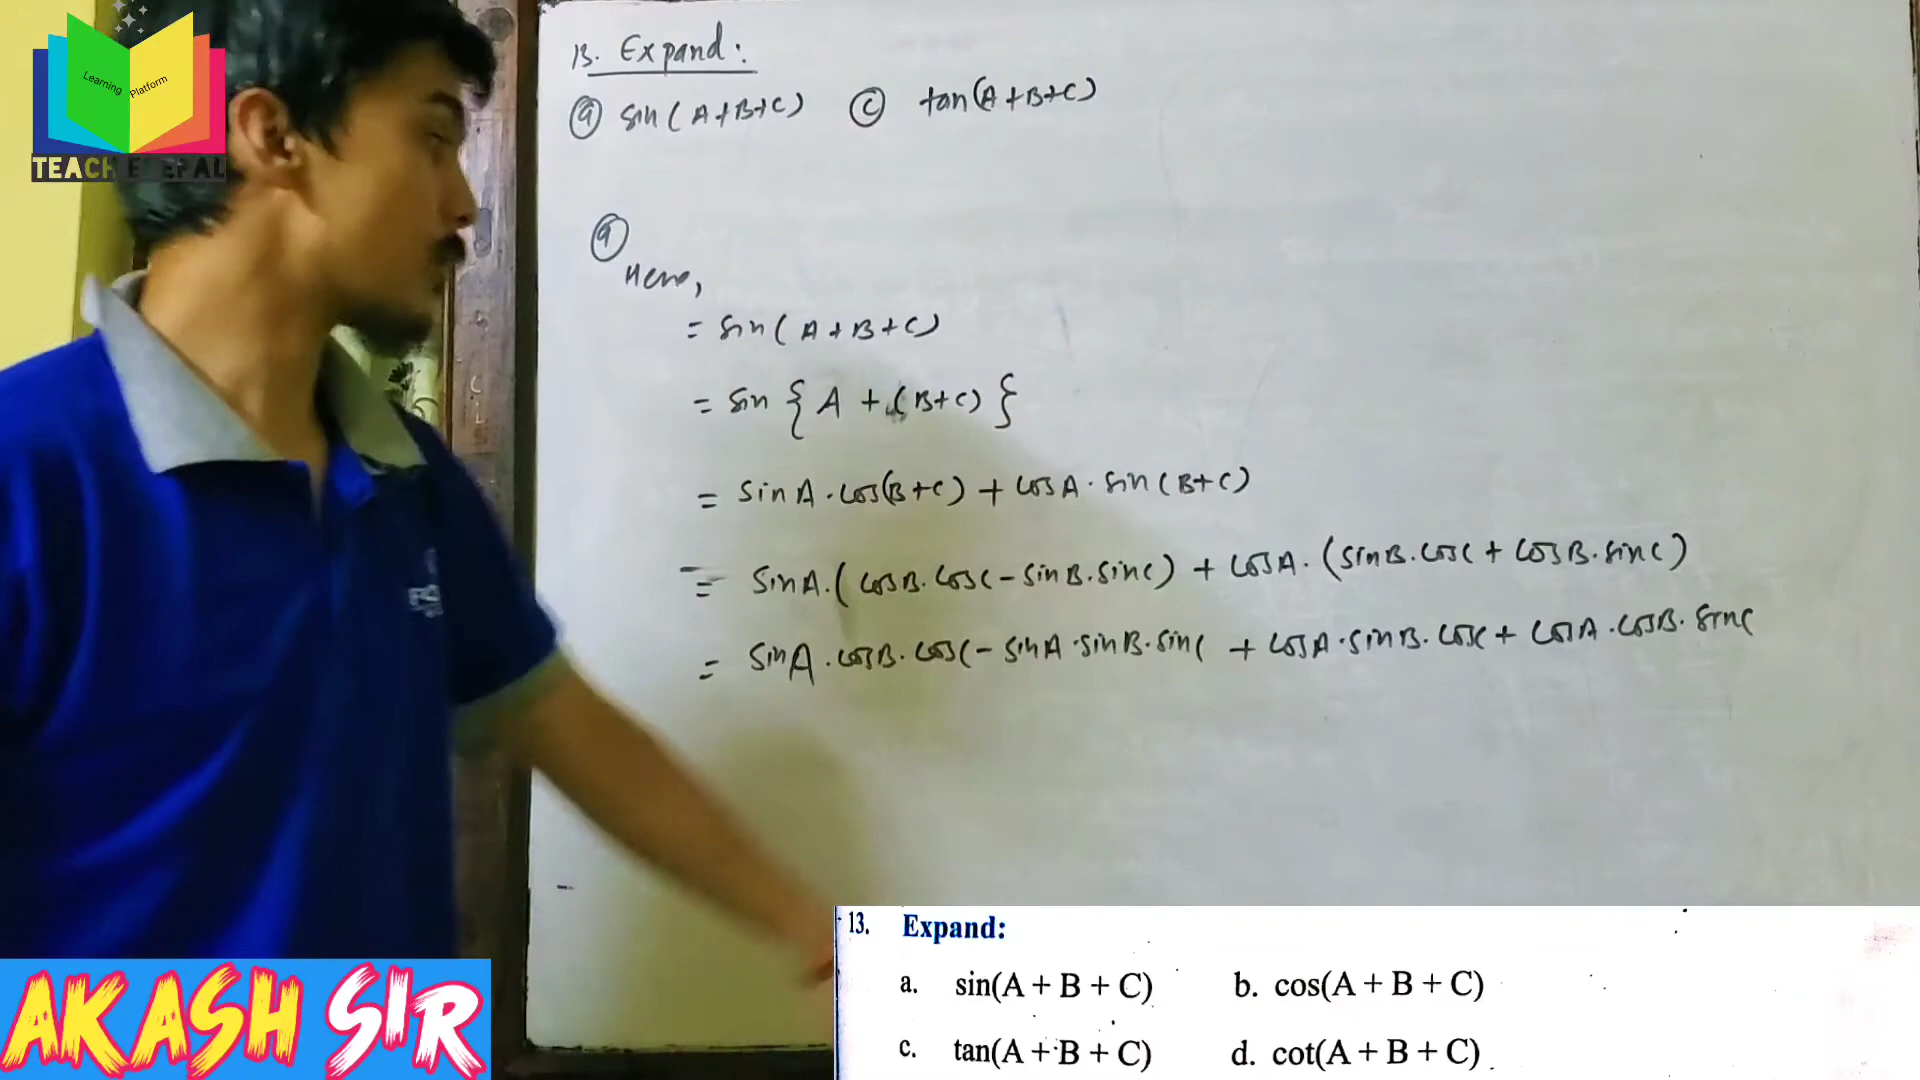 Learning Platform
TEACH
13. Expand:
(a) sin(A+B+C) (c) tan(A+B+C)
(a)
Here,
= sin(A+B+C)
= sin{A+(B+C)}
= sinA.cos(B+C) + cosA.sin(B+C)
= sinA.(cosB.cosC-sinB.sinC) + cosA.(sinB.cosC+cosB.sinC)
= sinA.cosB.cosC-sinA.sinB.sinC + cosA.sinB.cosC+cosA.cosB.sinC
AKASH SIR
13. Expand:
a. sin(A + B + C) b. cos(A + B + C)
c. tan(A + B + C) d. cot(A + B + C)